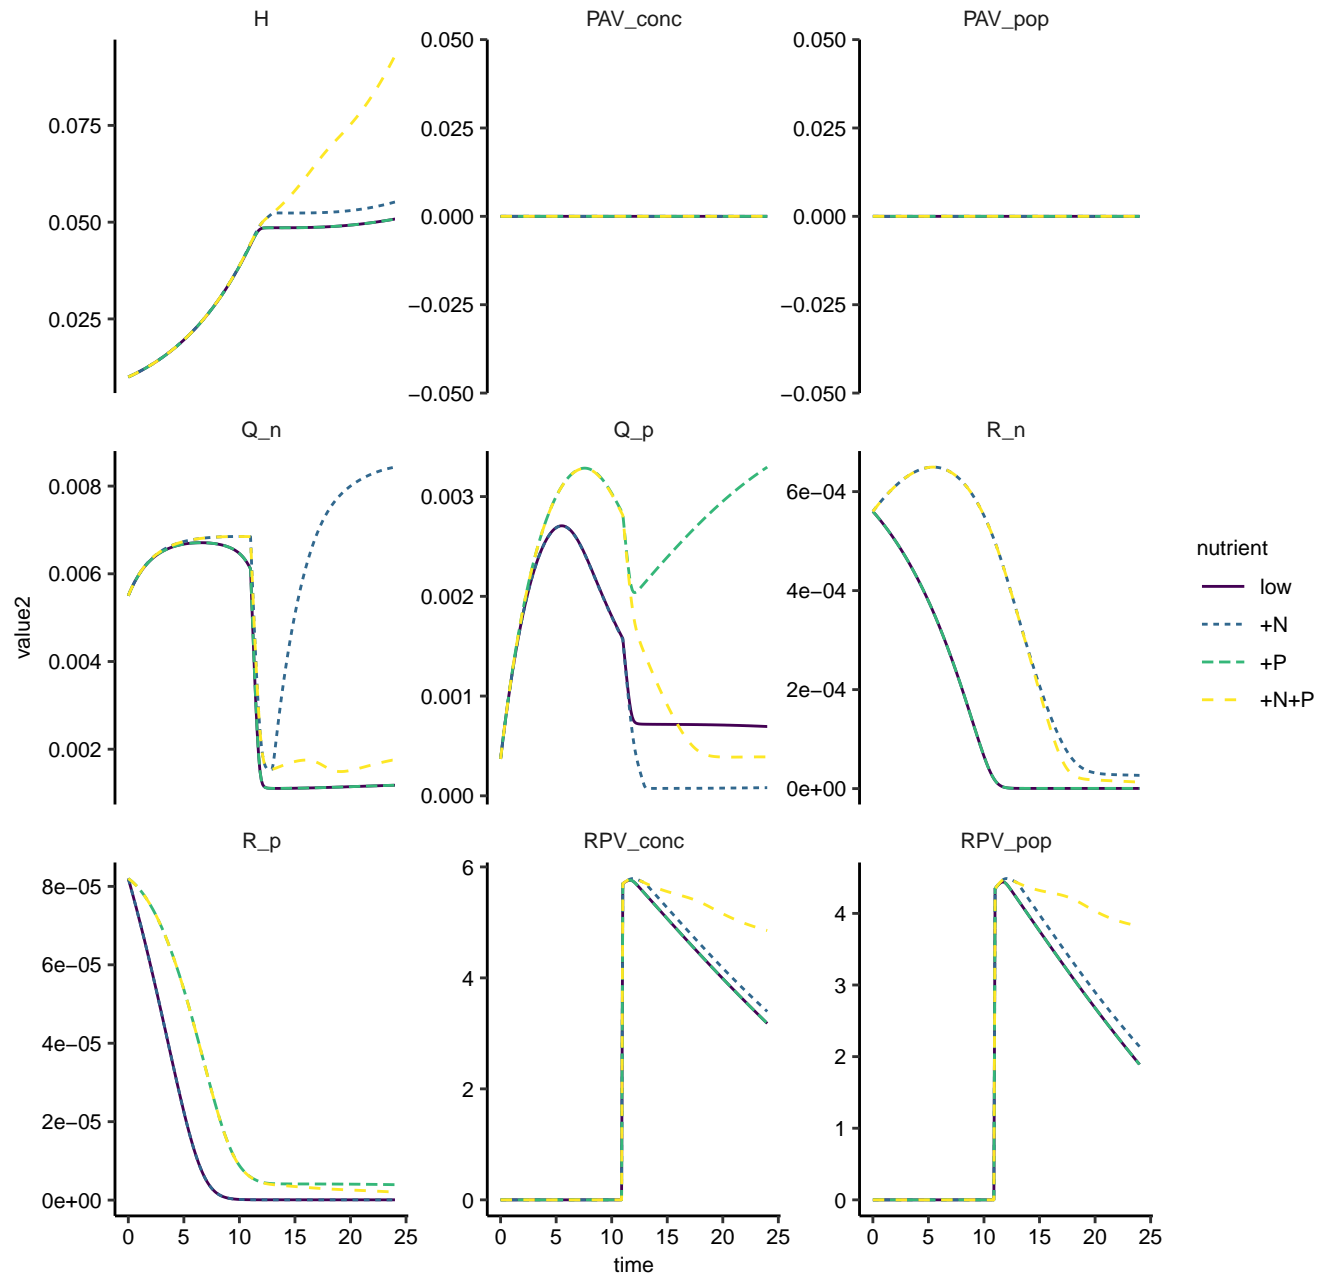 H
PAV_conc
PAV_pop
0.075
0.050
0.025
0.050
0.025
0.000
−0.025
−0.050
0.050
0.025
0.000
−0.025
−0.050
Q_n
Q_p
R_n
0.008
0.006
0.004
0.002
0.003
0.002
0.001
0.000
6e−04
4e−04
2e−04
0e+00
value2
nutrient
low
+N
+P
+N+P
R_p
RPV_conc
RPV_pop
8e−05
6e−05
4e−05
2e−05
0e+00
6
4
2
0
4
3
2
1
0
0 5 10 15 20 25
0 5 10 15 20 25
0 5 10 15 20 25
time